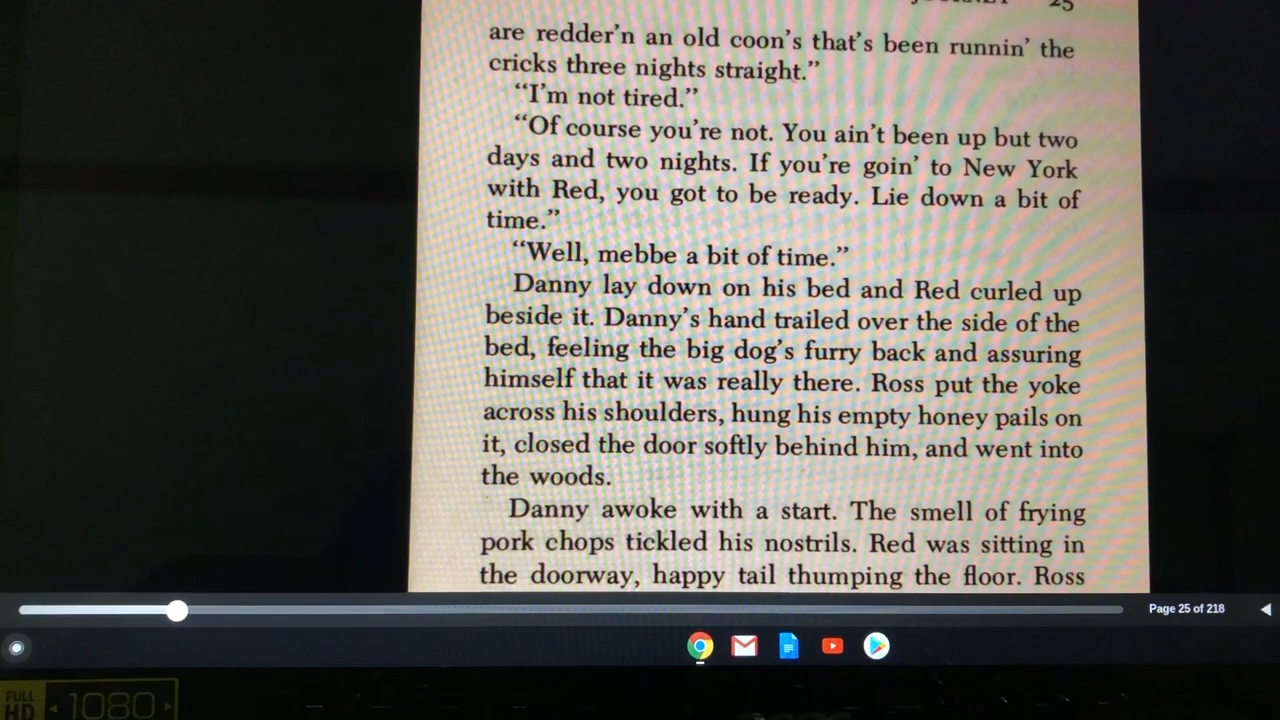 25
are redder'n an old coon's that's been runnin' the
cricks three nights straight.”
“I'm not tired.”
“Of course you're not. You ain't been up but two
days and two nights. If you're goin' to New York
with Red, you got to be ready. Lie down a bit of
time.”
“Well, mebbe a bit of time.”
Danny lay down on his bed and Red curled up
beside it. Danny's hand trailed over the side of the
bed, feeling the big dog's furry back and assuring
himself that it was really there. Ross put the yoke
across his shoulders, hung his empty honey pails on
it, closed the door softly behind him, and went into
the woods.
Danny awoke with a start. The smell of frying
pork chops tickled his nostrils. Red was sitting in
the doorway, happy tail thumping the floor. Ross
Page 25 of 218
FULL HD 1080